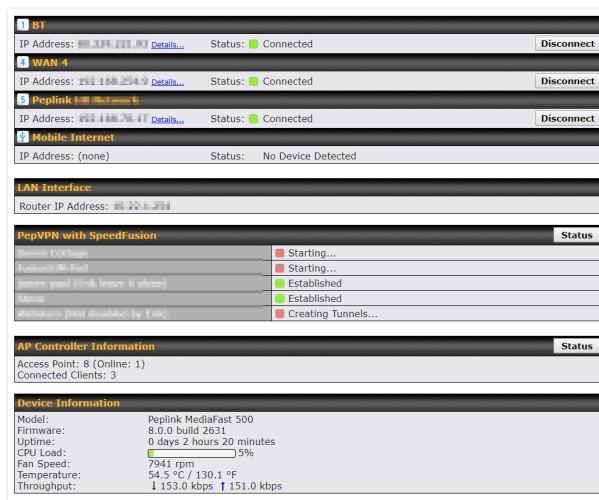 1 BT
IP Address: Details... Status: Connected Disconnect
4 WAN 4
IP Address: Details... Status: Connected Disconnect
5 Peplink
IP Address: Details... Status: Connected Disconnect
Mobile Internet
IP Address: (none) Status: No Device Detected
LAN Interface
Router IP Address:
PepVPN with SpeedFusion Status
Starting...
Starting...
Established
Established
Creating Tunnels...
AP Controller Information Status
Access Point: 8 (Online: 1)
Connected Clients: 3
Device Information
Model: Peplink MediaFast 500
Firmware: 8.0.0 build 2631
Uptime: 0 days 2 hours 20 minutes
CPU Load: 5%
Fan Speed: 7941 rpm
Temperature: 54.5 °C / 130.1 °F
Throughput: ↓ 153.0 kbps ↑ 151.0 kbps